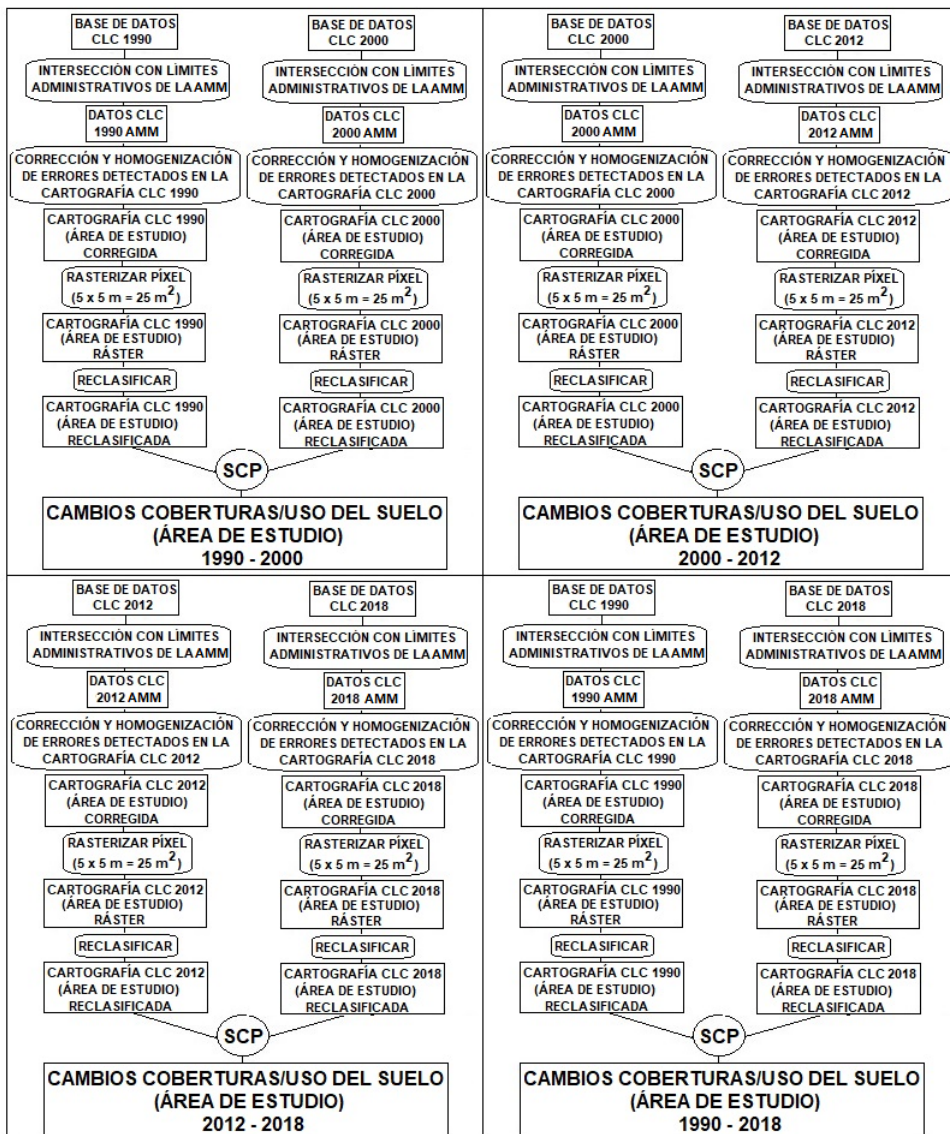 BASE DE DATOS
CLC 1990
INTERSECCIÓN CON LÌMITES
ADMINISTRATIVOS DE LA AMM
DATOS CLC
1990 AMM
CORRECCIÓN Y HOMOGENIZACIÓN
DE ERRORES DETECTADOS EN LA
CARTOGRAFÍA CLC 1990
CARTOGRAFÍA CLC 1990
(ÁREA DE ESTUDIO)
CORREGIDA
RASTERIZAR PÍXEL
(5 x 5 m = 25 m²)
CARTOGRAFÍA CLC 1990
(ÁREA DE ESTUDIO)
RÁSTER
RECLASIFICAR
CARTOGRAFÍA CLC 1990
(ÁREA DE ESTUDIO)
RECLASIFICADA
BASE DE DATOS
CLC 2000
INTERSECCIÓN CON LÌMITES
ADMINISTRATIVOS DE LA AMM
DATOS CLC
2000 AMM
CORRECCIÓN Y HOMOGENIZACIÓN
DE ERRORES DETECTADOS EN LA
CARTOGRAFÍA CLC 2000
CARTOGRAFÍA CLC 2000
(ÁREA DE ESTUDIO)
CORREGIDA
RASTERIZAR PÍXEL
(5 x 5 m = 25 m²)
CARTOGRAFÍA CLC 2000
(ÁREA DE ESTUDIO)
RÁSTER
RECLASIFICAR
CARTOGRAFÍA CLC 2000
(ÁREA DE ESTUDIO)
RECLASIFICADA
SCP
CAMBIOS COBERTURAS/USO DEL SUELO
(ÁREA DE ESTUDIO)
1990 - 2000
BASE DE DATOS
CLC 2000
INTERSECCIÓN CON LÌMITES
ADMINISTRATIVOS DE LA AMM
DATOS CLC
2000 AMM
CORRECCIÓN Y HOMOGENIZACIÓN
DE ERRORES DETECTADOS EN LA
CARTOGRAFÍA CLC 2000
CARTOGRAFÍA CLC 2000
(ÁREA DE ESTUDIO)
CORREGIDA
RASTERIZAR PÍXEL
(5 x 5 m = 25 m²)
CARTOGRAFÍA CLC 2000
(ÁREA DE ESTUDIO)
RÁSTER
RECLASIFICAR
CARTOGRAFÍA CLC 2000
(ÁREA DE ESTUDIO)
RECLASIFICADA
BASE DE DATOS
CLC 2012
INTERSECCIÓN CON LÌMITES
ADMINISTRATIVOS DE LA AMM
DATOS CLC
2012 AMM
CORRECCIÓN Y HOMOGENIZACIÓN
DE ERRORES DETECTADOS EN LA
CARTOGRAFÍA CLC 2012
CARTOGRAFÍA CLC 2012
(ÁREA DE ESTUDIO)
CORREGIDA
RASTERIZAR PÍXEL
(5 x 5 m = 25 m²)
CARTOGRAFÍA CLC 2012
(ÁREA DE ESTUDIO)
RÁSTER
RECLASIFICAR
CARTOGRAFÍA CLC 2012
(ÁREA DE ESTUDIO)
RECLASIFICADA
SCP
CAMBIOS COBERTURAS/USO DEL SUELO
(ÁREA DE ESTUDIO)
2000 - 2012
BASE DE DATOS
CLC 2012
INTERSECCIÓN CON LÌMITES
ADMINISTRATIVOS DE LA AMM
DATOS CLC
2012 AMM
CORRECCIÓN Y HOMOGENIZACIÓN
DE ERRORES DETECTADOS EN LA
CARTOGRAFÍA CLC 2012
CARTOGRAFÍA CLC 2012
(ÁREA DE ESTUDIO)
CORREGIDA
RASTERIZAR PÍXEL
(5 x 5 m = 25 m²)
CARTOGRAFÍA CLC 2012
(ÁREA DE ESTUDIO)
RÁSTER
RECLASIFICAR
CARTOGRAFÍA CLC 2012
(ÁREA DE ESTUDIO)
RECLASIFICADA
BASE DE DATOS
CLC 2018
INTERSECCIÓN CON LÌMITES
ADMINISTRATIVOS DE LA AMM
DATOS CLC
2018 AMM
CORRECCIÓN Y HOMOGENIZACIÓN
DE ERRORES DETECTADOS EN LA
CARTOGRAFÍA CLC 2018
CARTOGRAFÍA CLC 2018
(ÁREA DE ESTUDIO)
CORREGIDA
RASTERIZAR PÍXEL
(5 x 5 m = 25 m²)
CARTOGRAFÍA CLC 2018
(ÁREA DE ESTUDIO)
RÁSTER
RECLASIFICAR
CARTOGRAFÍA CLC 2018
(ÁREA DE ESTUDIO)
RECLASIFICADA
SCP
CAMBIOS COBERTURAS/USO DEL SUELO
(ÁREA DE ESTUDIO)
2012 - 2018
BASE DE DATOS
CLC 1990
INTERSECCIÓN CON LÌMITES
ADMINISTRATIVOS DE LA AMM
DATOS CLC
1990 AMM
CORRECCIÓN Y HOMOGENIZACIÓN
DE ERRORES DETECTADOS EN LA
CARTOGRAFÍA CLC 1990
CARTOGRAFÍA CLC 1990
(ÁREA DE ESTUDIO)
CORREGIDA
RASTERIZAR PÍXEL
(5 x 5 m = 25 m²)
CARTOGRAFÍA CLC 1990
(ÁREA DE ESTUDIO)
RÁSTER
RECLASIFICAR
CARTOGRAFÍA CLC 1990
(ÁREA DE ESTUDIO)
RECLASIFICADA
BASE DE DATOS
CLC 2018
INTERSECCIÓN CON LÌMITES
ADMINISTRATIVOS DE LA AMM
DATOS CLC
2018 AMM
CORRECCIÓN Y HOMOGENIZACIÓN
DE ERRORES DETECTADOS EN LA
CARTOGRAFÍA CLC 2018
CARTOGRAFÍA CLC 2018
(ÁREA DE ESTUDIO)
CORREGIDA
RASTERIZAR PÍXEL
(5 x 5 m = 25 m²)
CARTOGRAFÍA CLC 2018
(ÁREA DE ESTUDIO)
RÁSTER
RECLASIFICAR
CARTOGRAFÍA CLC 2018
(ÁREA DE ESTUDIO)
RECLASIFICADA
SCP
CAMBIOS COBERTURAS/USO DEL SUELO
(ÁREA DE ESTUDIO)
1990 - 2018